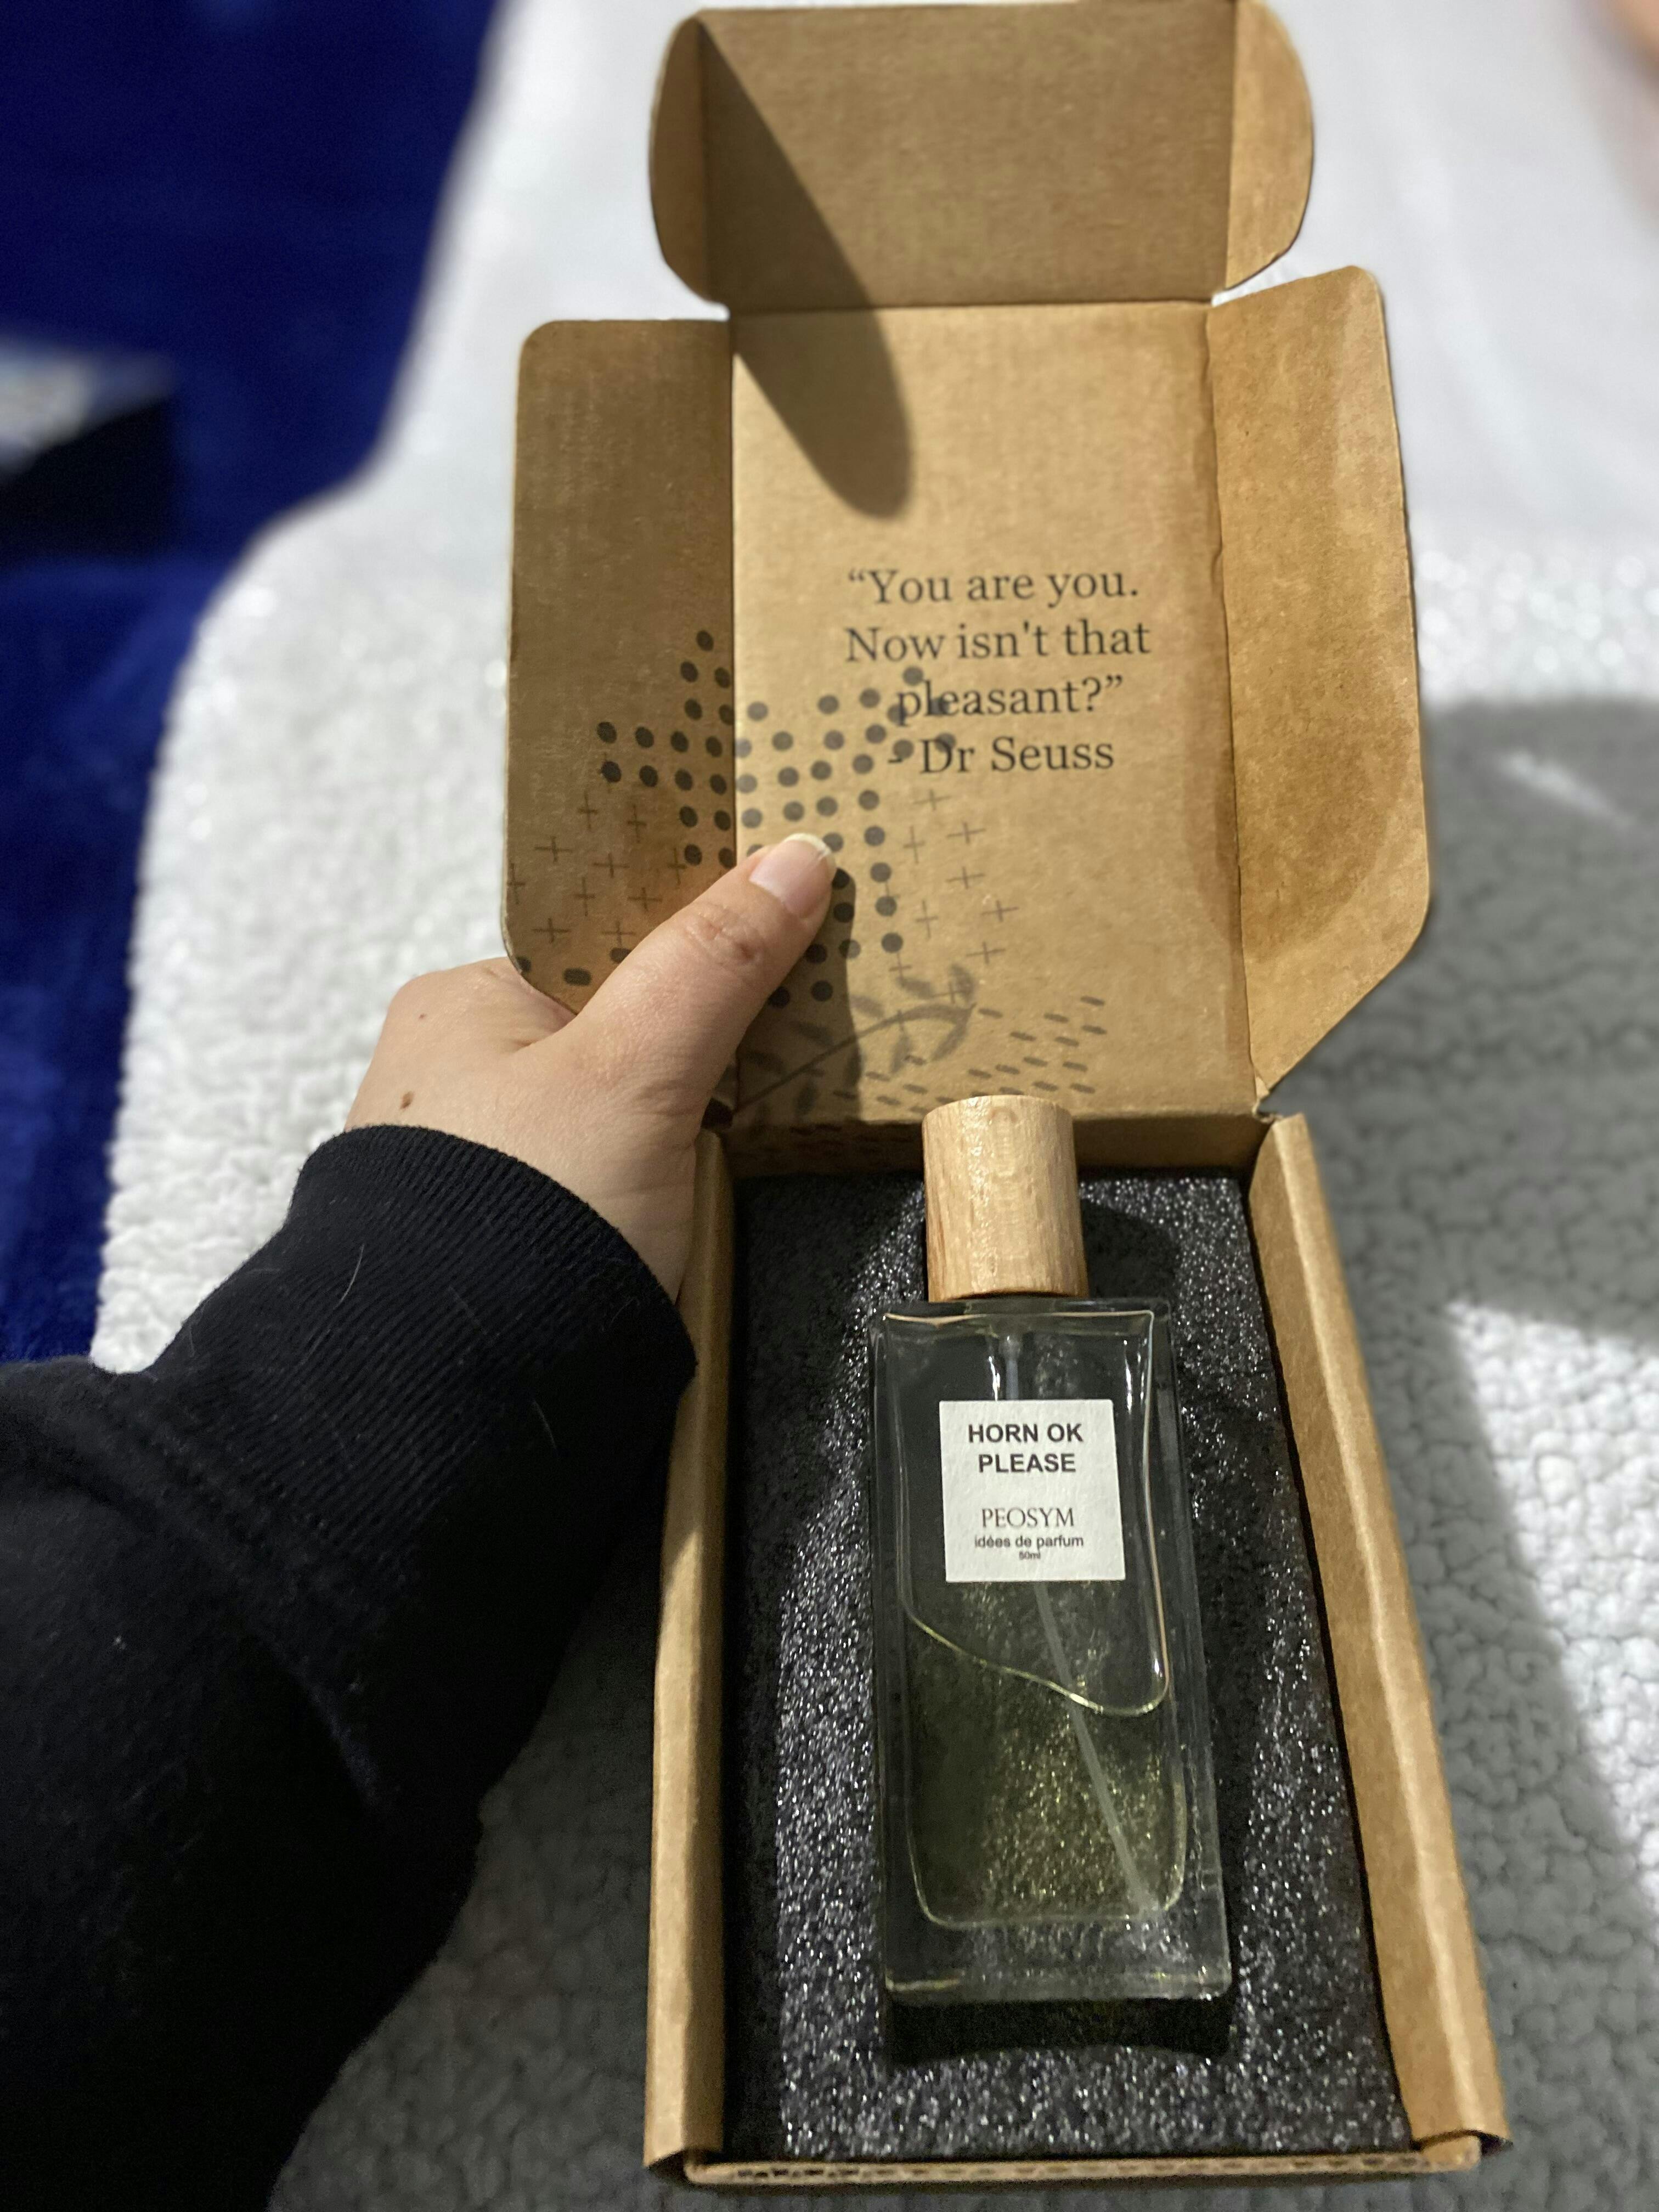 “You are you.
Now isn't that
pleasant?”
- Dr Seuss
HORN OK
PLEASE
PEOSYM
idées de parfum
50ml